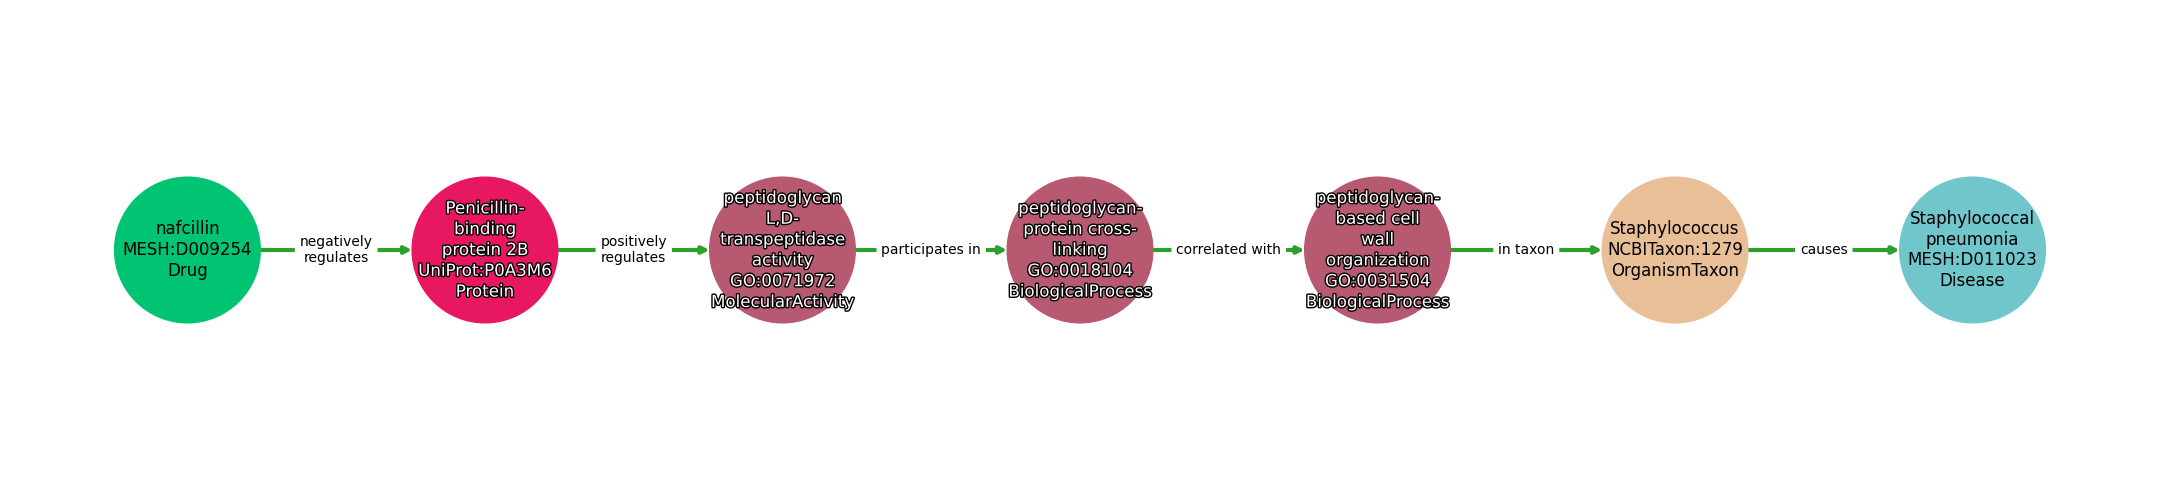 nafcillin
MESH:D009254
Drug
negatively
regulates
Penicillin-
binding
protein 2B
UniProt:P0A3M6
Protein
positively
regulates
peptidoglycan
L,D-
transpeptidase
activity
GO:0071972
MolecularActivity
participates in
peptidoglycan-
protein cross-
linking
GO:0018104
BiologicalProcess
correlated with
peptidoglycan-
based cell
wall
organization
GO:0031504
BiologicalProcess
in taxon
Staphylococcus
NCBITaxon:1279
OrganismTaxon
causes
Staphylococcal
pneumonia
MESH:D011023
Disease